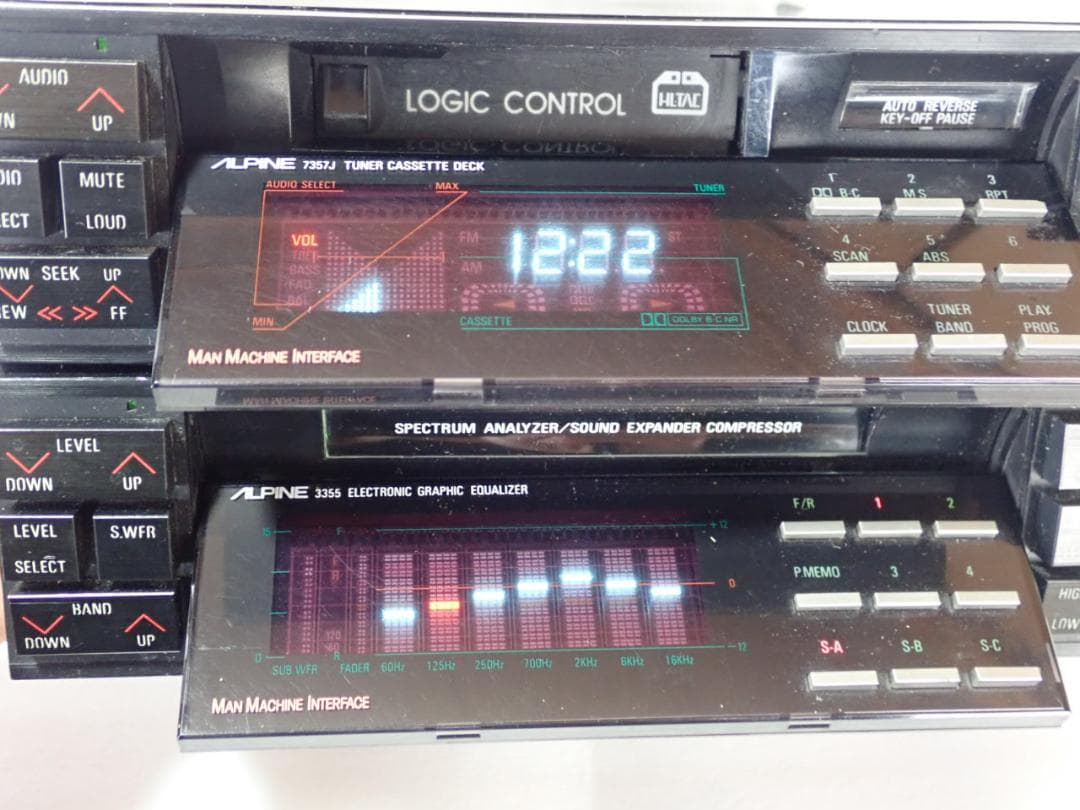 AUDIO
UP
LOGIC CONTROL
HLTAC
AUTO REVERSE
KEY-OFF PAUSE
MUTE
LOUD
SEEK UP
FF
ALPINE 7357J TUNER CASSETTE DECK
AUDIO SELECT MAX TUNER
VOL
BASS
MIN
FM 12:22 ST
AM
CASSETTE DOLBY B·C NR
MAN MACHINE INTERFACE
1 2 3
B·C M.S RPT
4 5 6
SCAN ABS
CLOCK TUNER BAND PLAY. PROG
SPECTRUM ANALYZER/SOUND EXPANDER COMPRESSOR
LEVEL
DOWN UP
LEVEL SELECT
S.WFR
BAND
DOWN UP
ALPINE 3355 ELECTRONIC GRAPHIC EQUALIZER
15 F +12
0
0 R -12
SUB WFR FADER 60Hz 125Hz 250Hz 700Hz 2KHz 6KHz 16KHz
MAN MACHINE INTERFACE
F/R 1 2
P.MEMO 3 4
S-A S-B S-C